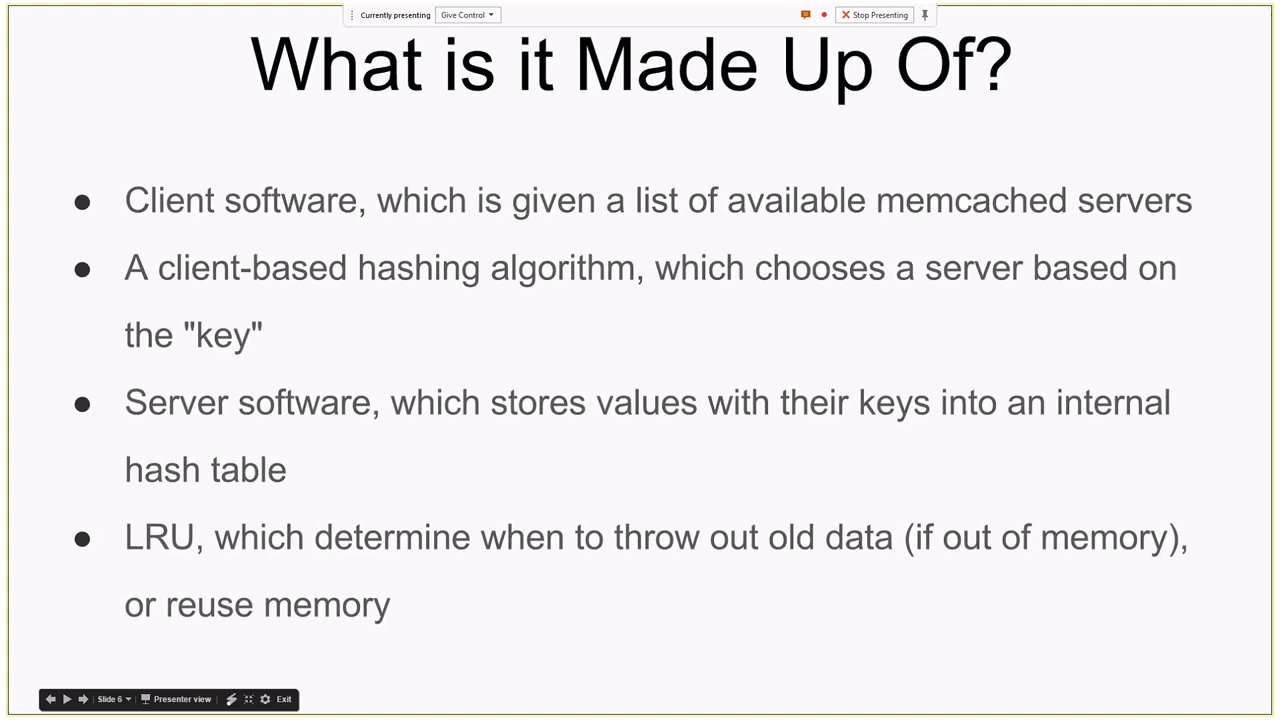 Currently presenting Give Control Stop Presenting
What is it Made Up Of?
● Client software, which is given a list of available memcached servers
● A client-based hashing algorithm, which chooses a server based on
the "key"
● Server software, which stores values with their keys into an internal
hash table
● LRU, which determine when to throw out old data (if out of memory),
or reuse memory
Slide 6 Presenter view Exit